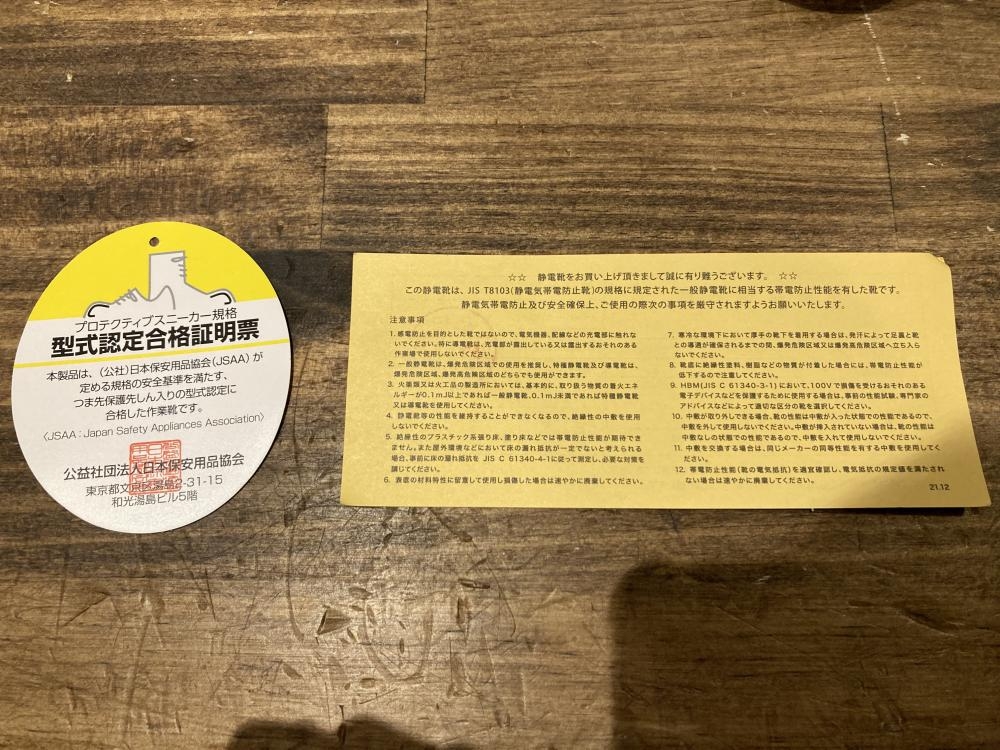 プロテクティブスニーカー規格
型式認定合格証明票
本製品は、(公社)日本保安用品協会(JSAA)が
定める規格の安全基準を満たす、
つま先保護先しん入りの型式認定に
合格した作業靴です。
〈JSAA:Japan Safety Appliances Association〉
公益社団法人日本保安用品協会
東京都文京区湯島2-31-15
和光湯島ビル5階
☆☆ 静電靴をお買い上げ頂きまして誠に有り難うございます。 ☆☆
この静電靴は、JIS T8103(静電気帯電防止靴)の規格に規定された一般静電靴に相当する帯電防止性能を有した靴です。
静電気帯電防止及び安全確保上、ご使用の際次の事項を厳守されますようお願いいたします。
注意事項
1. 感電防止を目的とした靴ではないので、電気機器、配線などの充電部に触れな
いでください。特に導電靴は、充電部が露出している又は露出するおそれのある
作業場で使用しないでください。
2. 一般静電靴は、爆発危険区域での使用を推奨し、特種静電靴及び導電靴は、
爆発危険区域、爆発高危険区域のどちらでも使用ができます。
3. 火薬類又は火工品の製造所においては、基本的に、取り扱う物質の着火エネ
ルギーが0.1mJ以上であれば一般静電靴、0.1mJ未満であれば特種静電靴
又は導電靴を使用してください。
4. 静電靴等の性能を維持することができなくなるので、絶縁性の中敷を使用
しないでください。
5. 絶縁性のプラスチック系張り床、塗り床などでは帯電防止性能が期待でき
ません。また屋外環境などにおいて床の漏れ抵抗が一定でないと考えられる
場合、事前に床の漏れ抵抗を JIS C 61340-4-1に従って測定し、必要な対策を
講じてください。
6. 表底の材料特性に留意して使用し損傷した場合は速やかに廃棄してください。
7. 寒冷な環境下において厚手の靴下を着用する場合は、発汗によって足裏と靴
との導通が確保されるまでの間、爆発危険区域又は爆発高危険区域へ立ち入ら
ないでください。
8. 靴底に絶縁性塗料、樹脂などの物質が付着した場合には、帯電防止性能が
低下するので注意してください。
9. HBM(JIS C 61340-3-1)において、100Vで損傷を受けるおそれのある
電子デバイスなどを保護するために使用する場合は、事前の性能試験、専門家の
アドバイスなどによって適切な区分の靴を選択してください。
10. 中敷が取り外しできる場合、靴の性能は中敷が入った状態での性能であるので、
中敷を外して使用しないでください。中敷が挿入されていない場合は、靴の性能は
中敷なしの状態での性能であるので、中敷を入れて使用しないでください。
11. 中敷を交換する場合は、同じメーカーの同等性能を有する中敷を使用してくだ
さい。
12. 帯電防止性能(靴の電気抵抗)を適宜確認し、電気抵抗の規定値を満たされ
ない場合は速やかに廃棄してください。
21.12